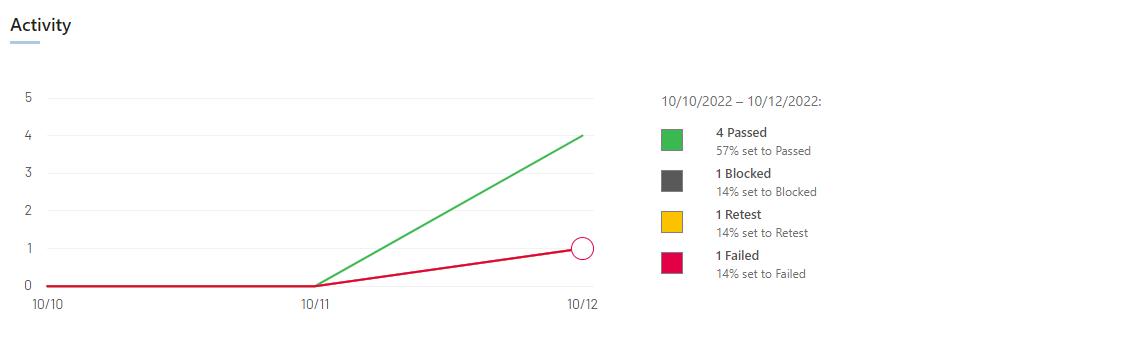 Activity
5
4
3
2
1
0
10/10
10/11
10/12
10/10/2022 – 10/12/2022:
4 Passed
57% set to Passed
1 Blocked
14% set to Blocked
1 Retest
14% set to Retest
1 Failed
14% set to Failed